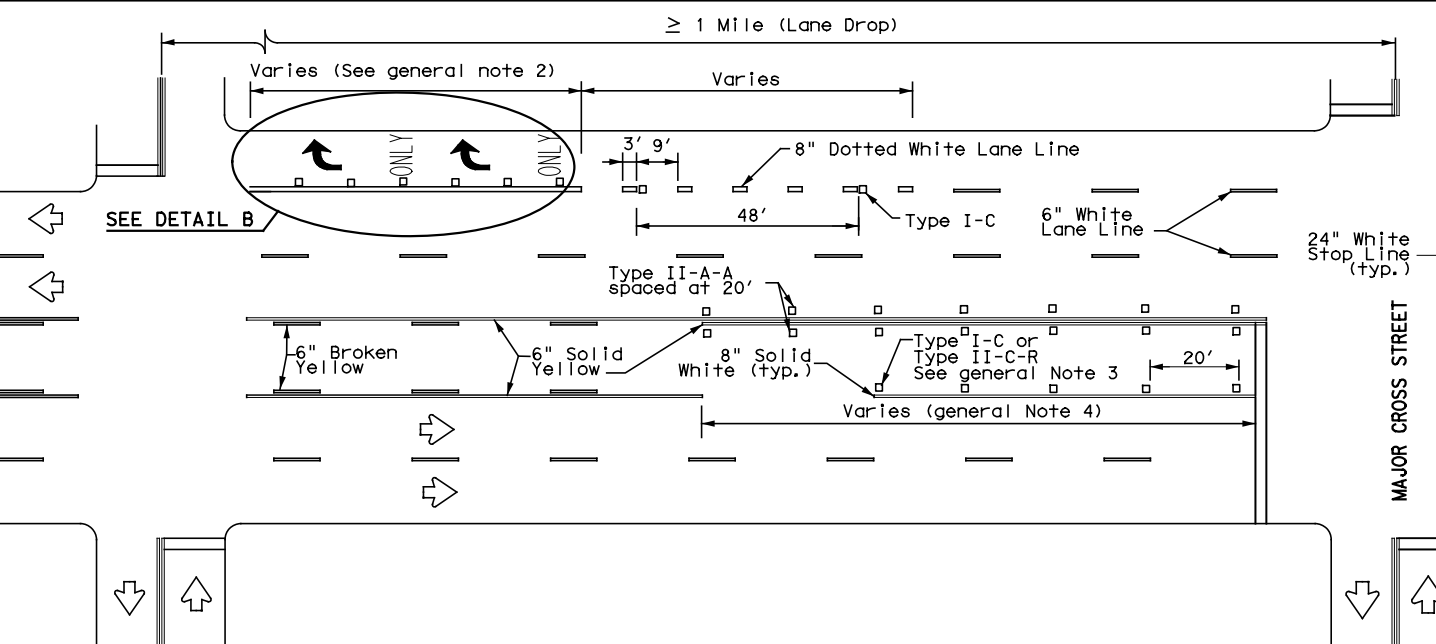 ≥ 1 Mile (Lane Drop)
Varies (See general note 2)
Varies
ONLY
ONLY
3' 9'
8" Dotted White Lane Line
SEE DETAIL B
48'
Type I-C
6" White
Lane Line
24" White
Stop Line
(typ.)
Type II-A-A
spaced at 20'
6" Broken
Yellow
6" Solid
Yellow
8" Solid
White (typ.)
Type I-C or
Type II-C-R
See general Note 3
20'
Varies (general Note 4)
MAJOR CROSS STREET